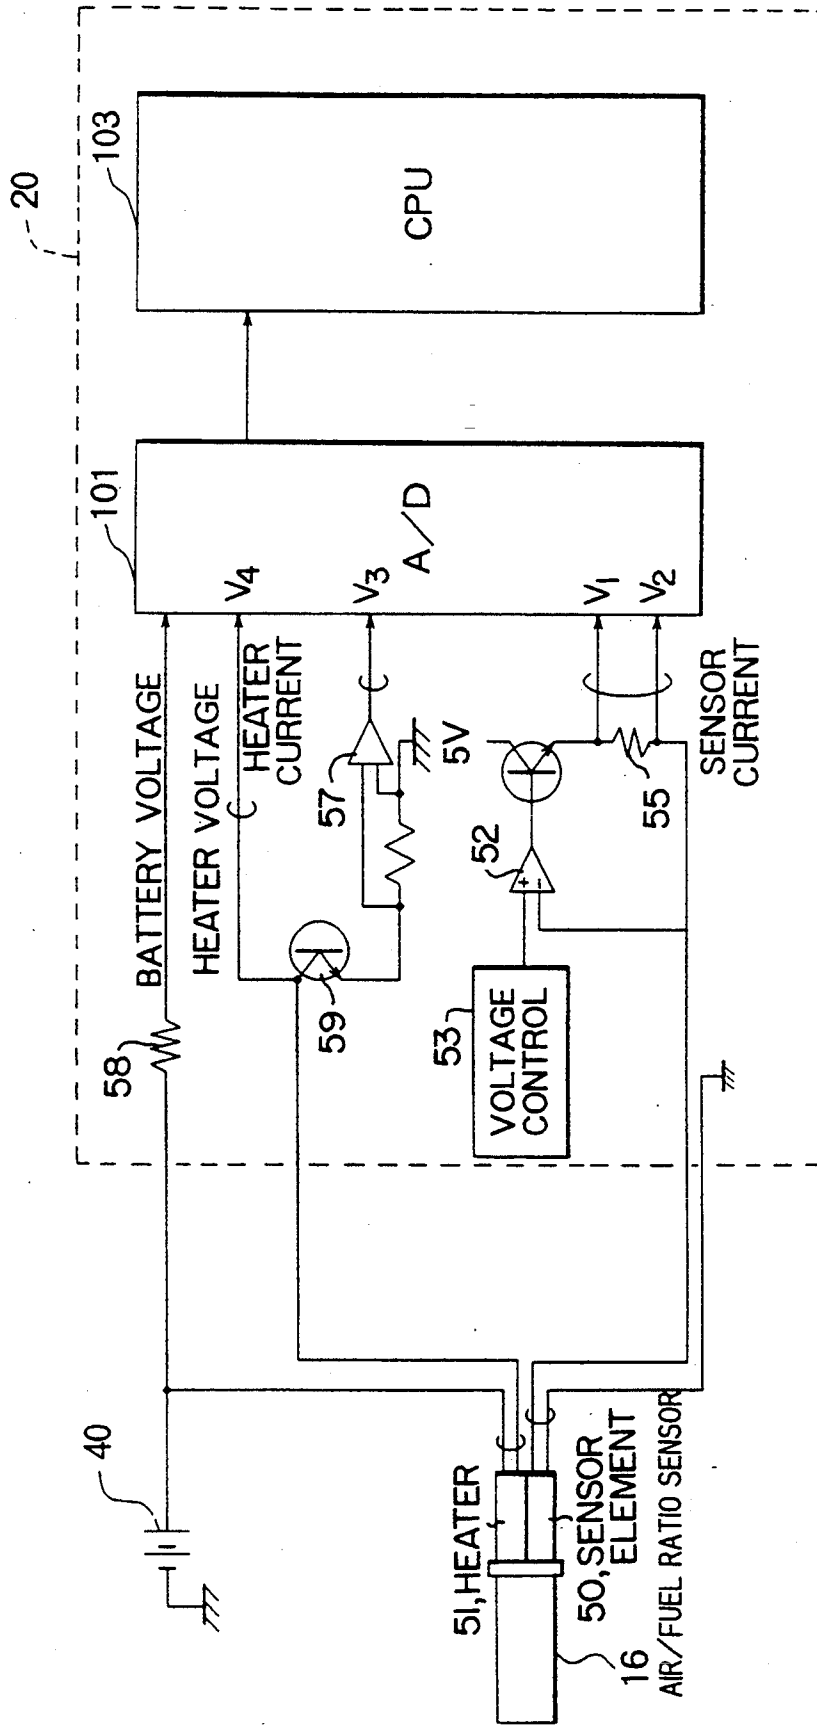 20
103
CPU
101
A/D
V4
V3
V1
V2
BATTERY VOLTAGE
HEATER VOLTAGE
HEATER
CURRENT
57
5V
55
SENSOR
CURRENT
58
59
52
+
−
53
VOLTAGE
CONTROL
40
51, HEATER
50, SENSOR
ELEMENT
16
AIR/FUEL RATIO SENSOR